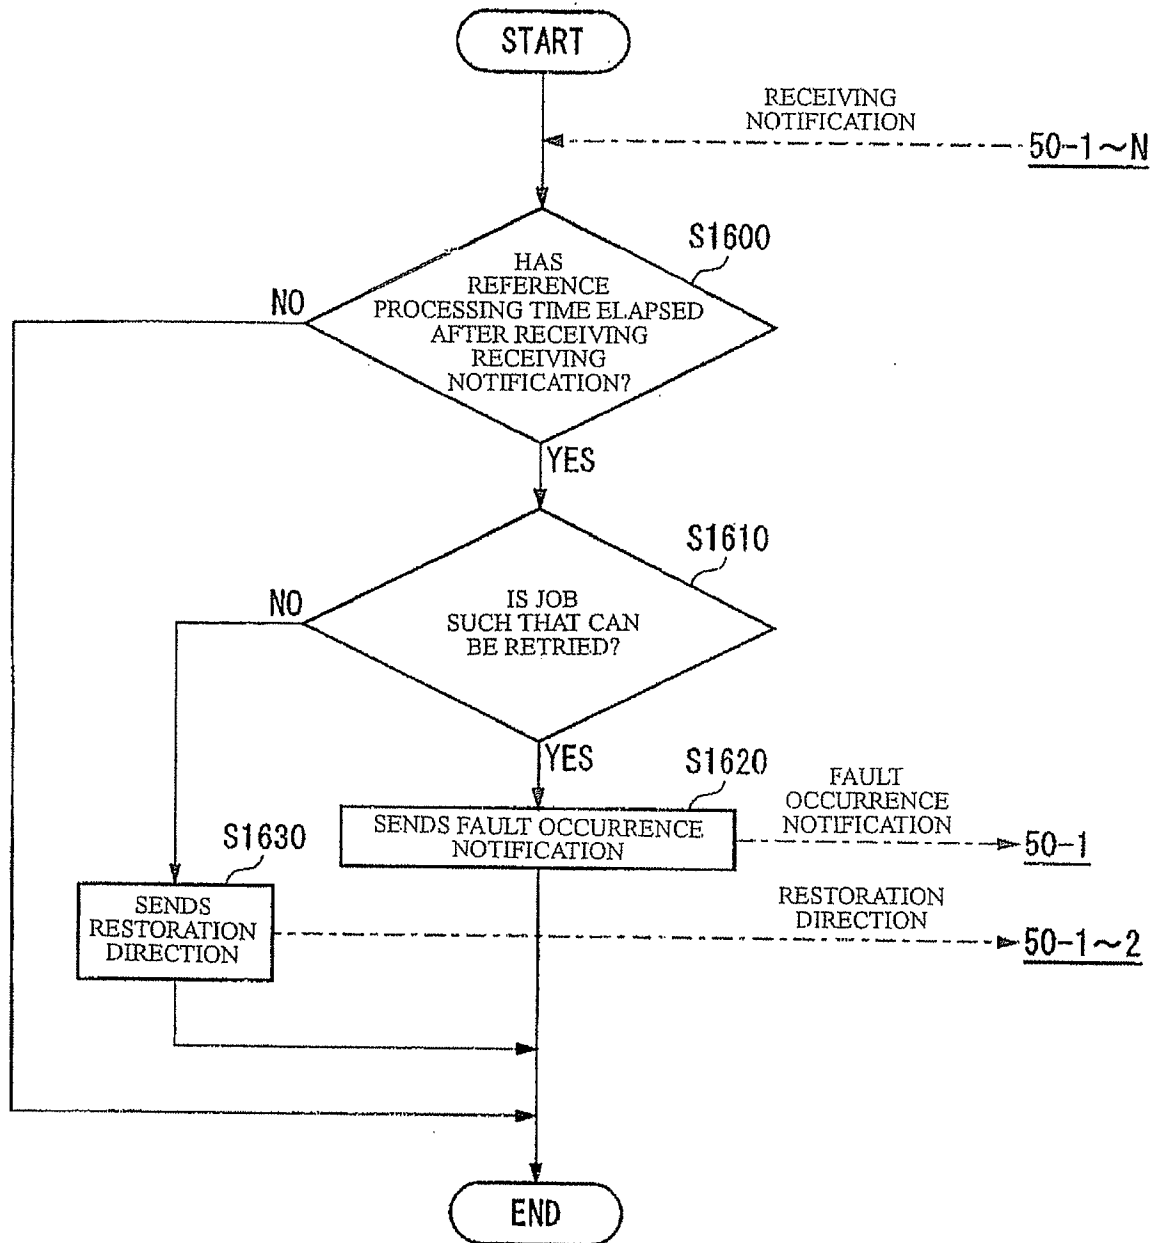 START
RECEIVING
NOTIFICATION
50-1~N
S1600
HAS
REFERENCE
PROCESSING TIME ELAPSED
AFTER RECEIVING
RECEIVING
NOTIFICATION?
NO
YES
S1610
IS JOB
SUCH THAT CAN
BE RETRIED?
NO
YES
S1620
SENDS FAULT OCCURRENCE
NOTIFICATION
FAULT
OCCURRENCE
NOTIFICATION
50-1
S1630
SENDS
RESTORATION
DIRECTION
RESTORATION
DIRECTION
50-1~2
END